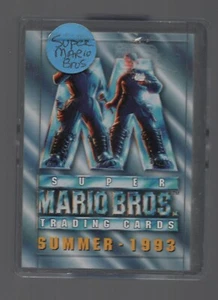 SUPER
MARIO
BROS
M
SUPER
MARIO BROS.
TRADING CARDS
SUMMER - 1993